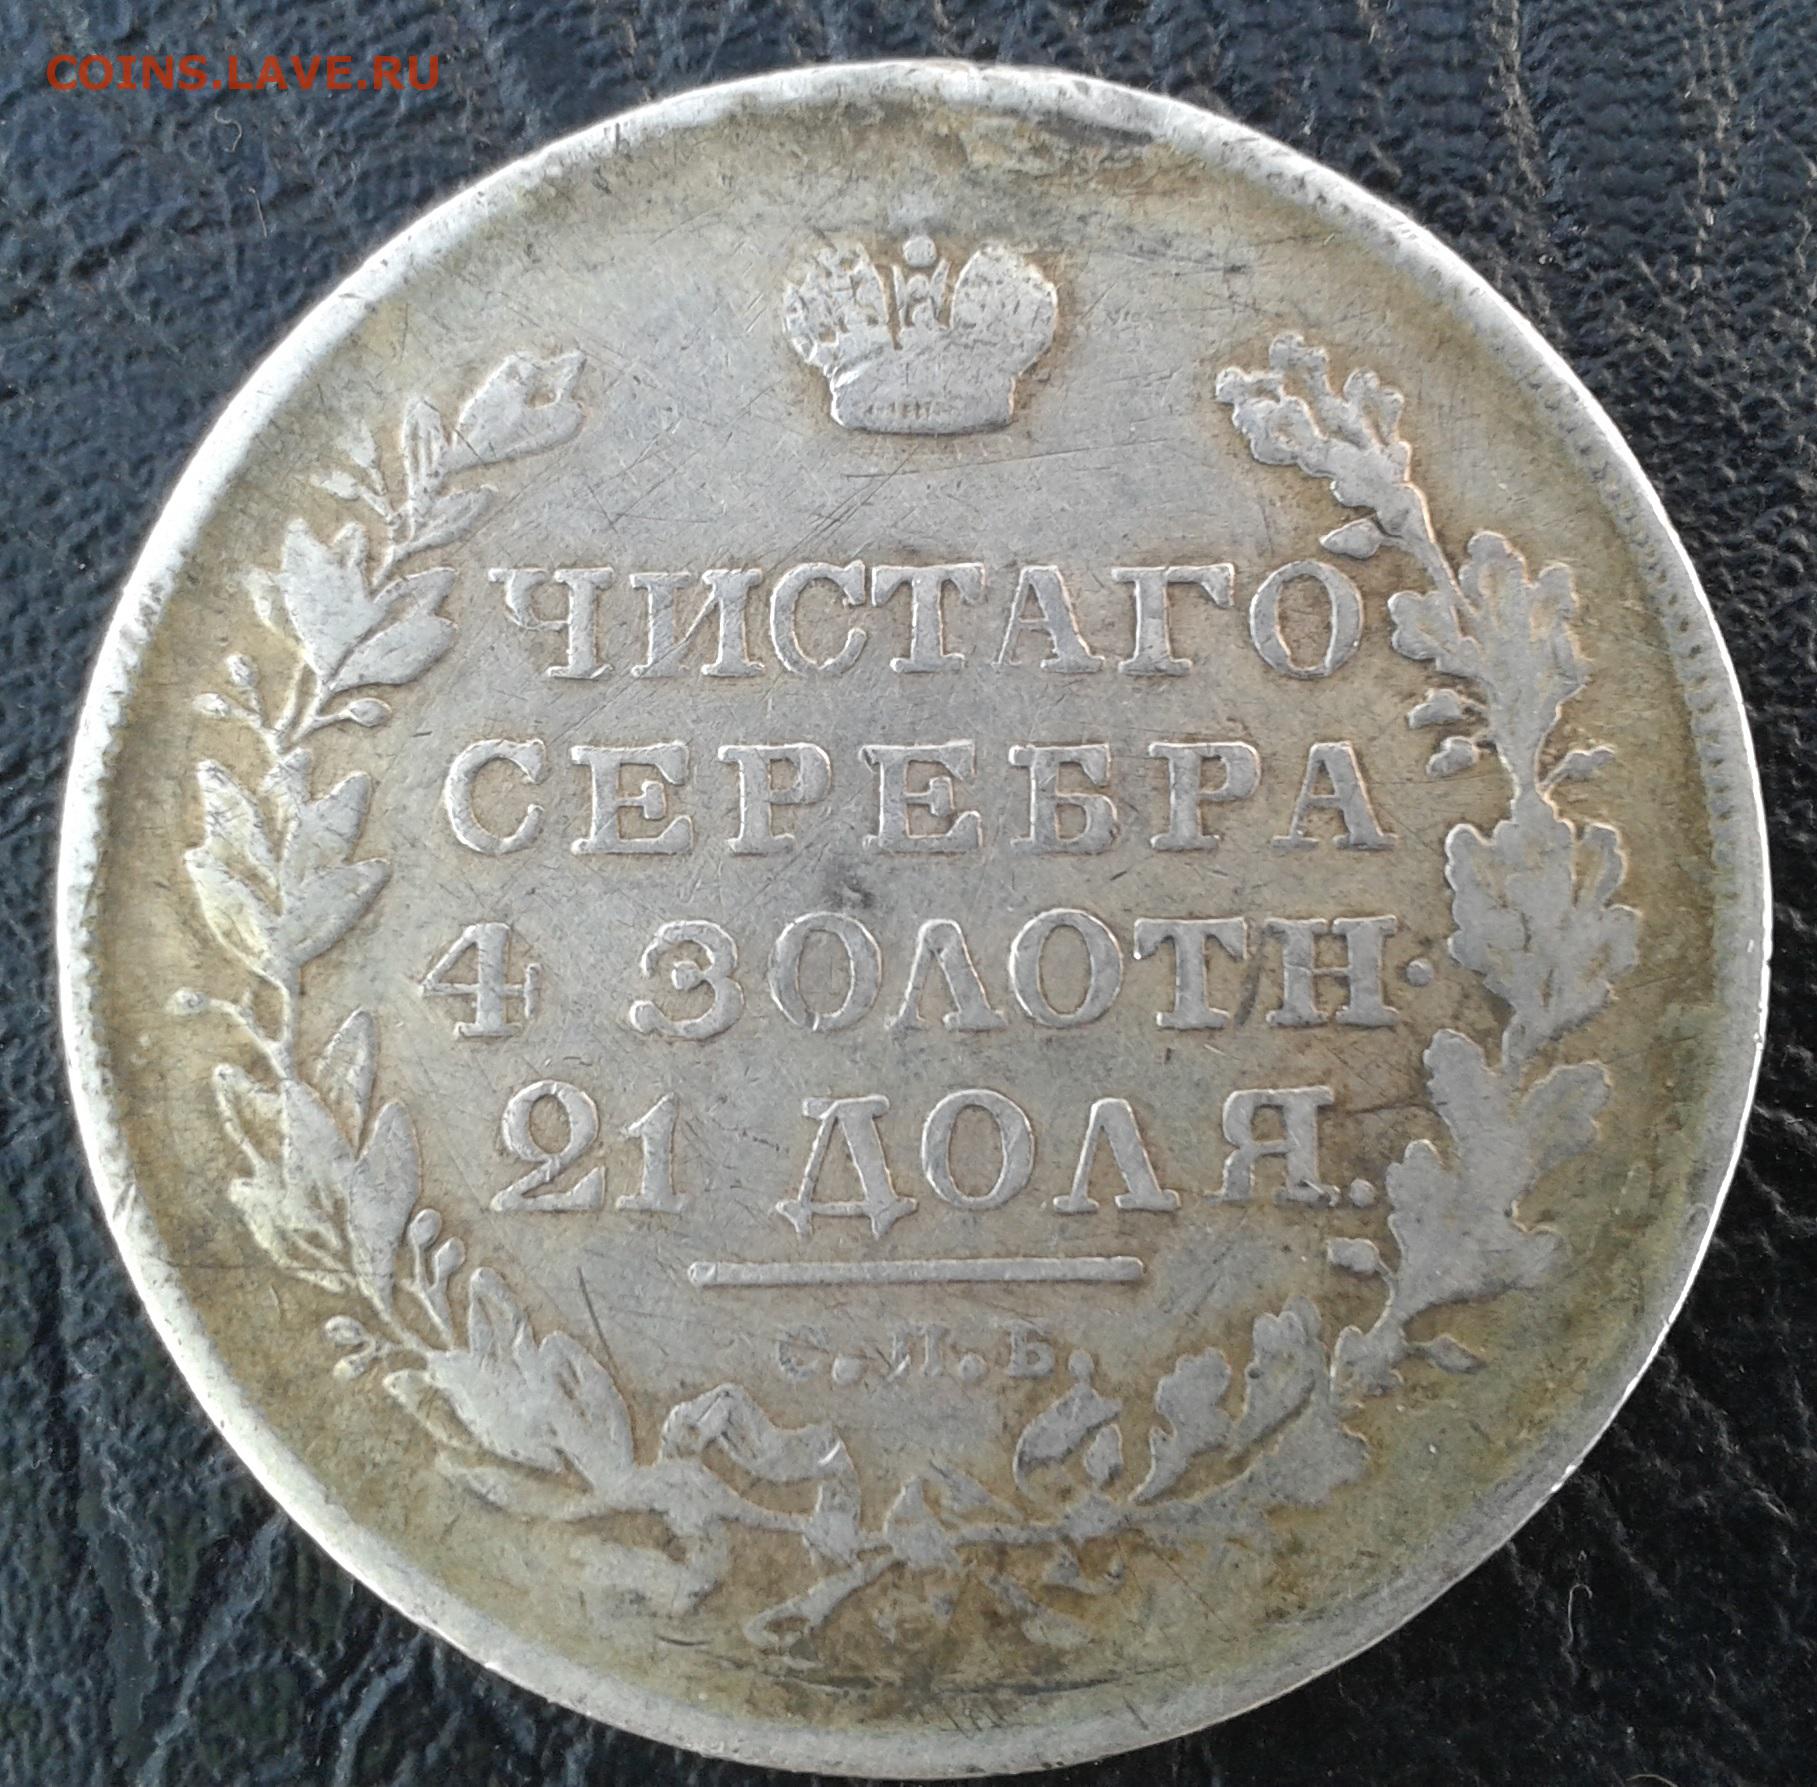 COINS.LAVE.RU
ЧИСТАГО
СЕРЕБРА
4 ЗОЛОТН.
21 ДОЛЯ.
С.П.Б.